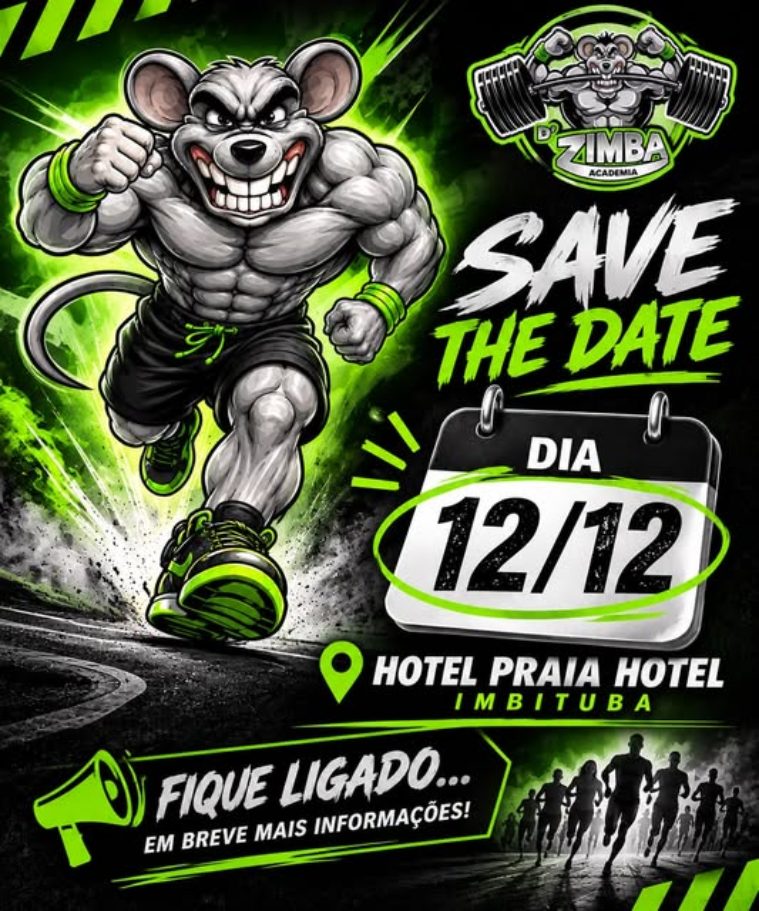 D' ZIMBA
ACADEMIA
SAVE
THE DATE
DIA
12/12
HOTEL PRAIA HOTEL
IMBITUBA
FIQUE LIGADO...
EM BREVE MAIS INFORMAÇÕES!